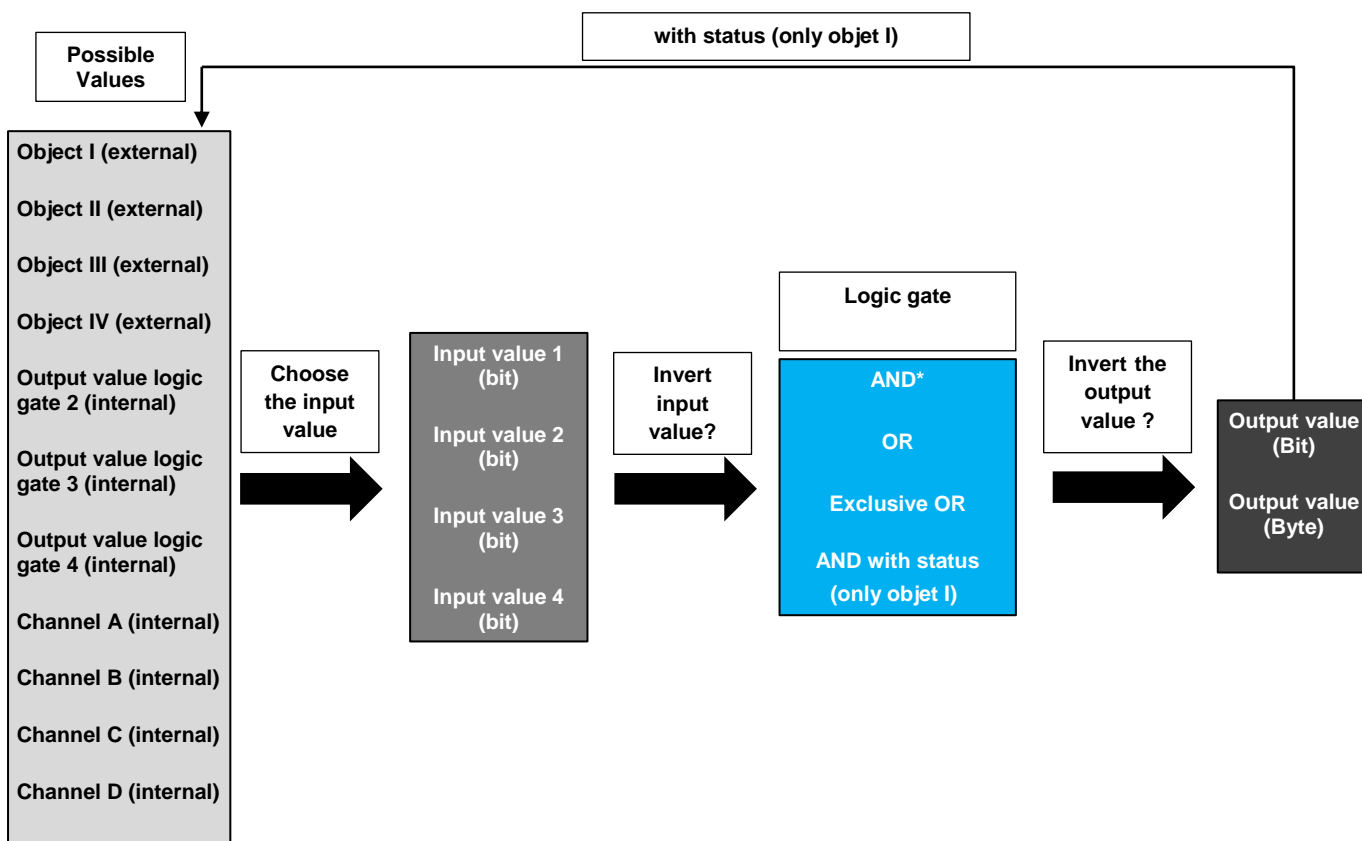 with status (only objet I)
Possible
Values
Object I (external)
Object II (external)
Object III (external)
Object IV (external)
Output value logic
gate 2 (internal)
Output value logic
gate 3 (internal)
Output value logic
gate 4 (internal)
Channel A (internal)
Channel B (internal)
Channel C (internal)
Channel D (internal)
Choose
the input
value
Input value 1
(bit)
Input value 2
(bit)
Input value 3
(bit)
Input value 4
(bit)
Invert
input
value?
Logic gate
AND*
OR
Exclusive OR
AND with status
(only objet I)
Invert the
output
value ?
Output value
(Bit)
Output value
(Byte)